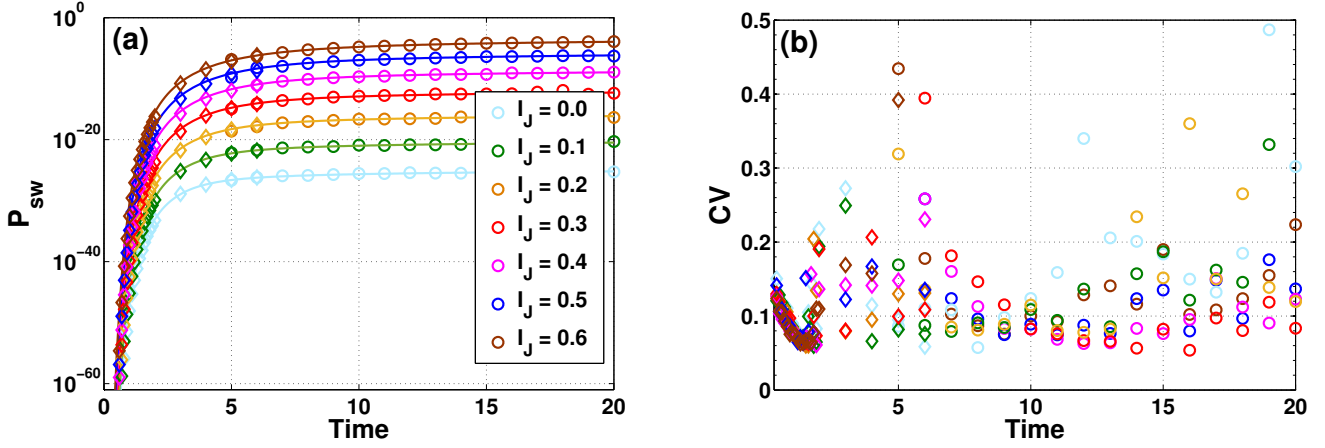 (a)
P_sw
10^0
10^-20
10^-40
10^-60
0 5 10 15 20
Time
I_J = 0.0
I_J = 0.1
I_J = 0.2
I_J = 0.3
I_J = 0.4
I_J = 0.5
I_J = 0.6
(b)
CV
0.5
0.4
0.3
0.2
0.1
0
5 10 15 20
Time